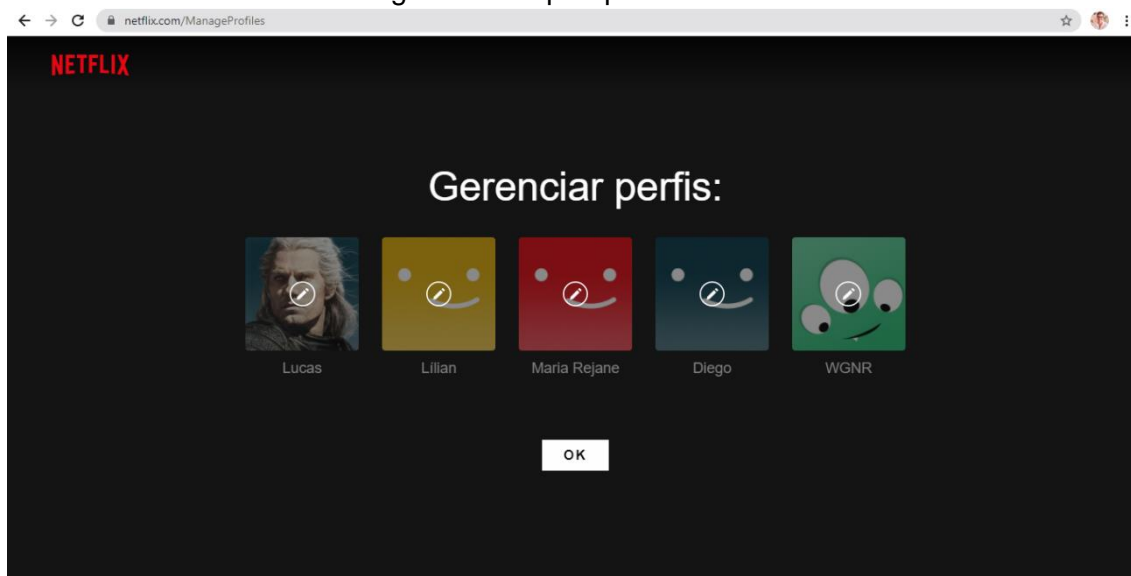 netflix.com/ManageProfiles
NETFLIX
Gerenciar perfis:
Lucas
Lílian
Maria Rejane
Diego
WGNR
OK